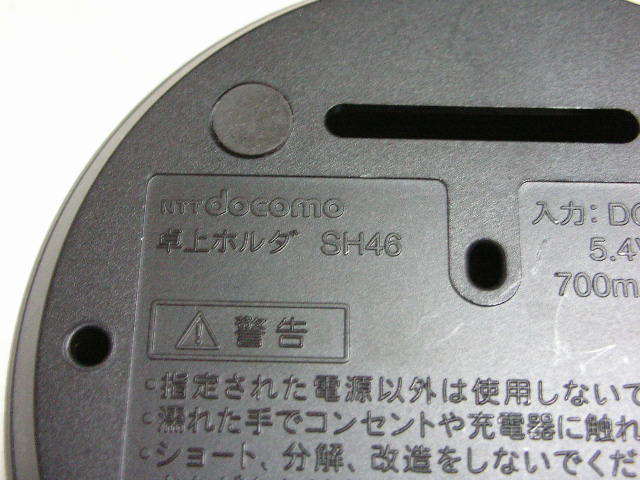 NTT docomo
卓上ホルダ SH46
入力: DC
5.4V
700m
警告
指定された電源以外は使用しないで
濡れた手でコンセントや充電器に触れ
ショート、分解、改造をしないでくだ